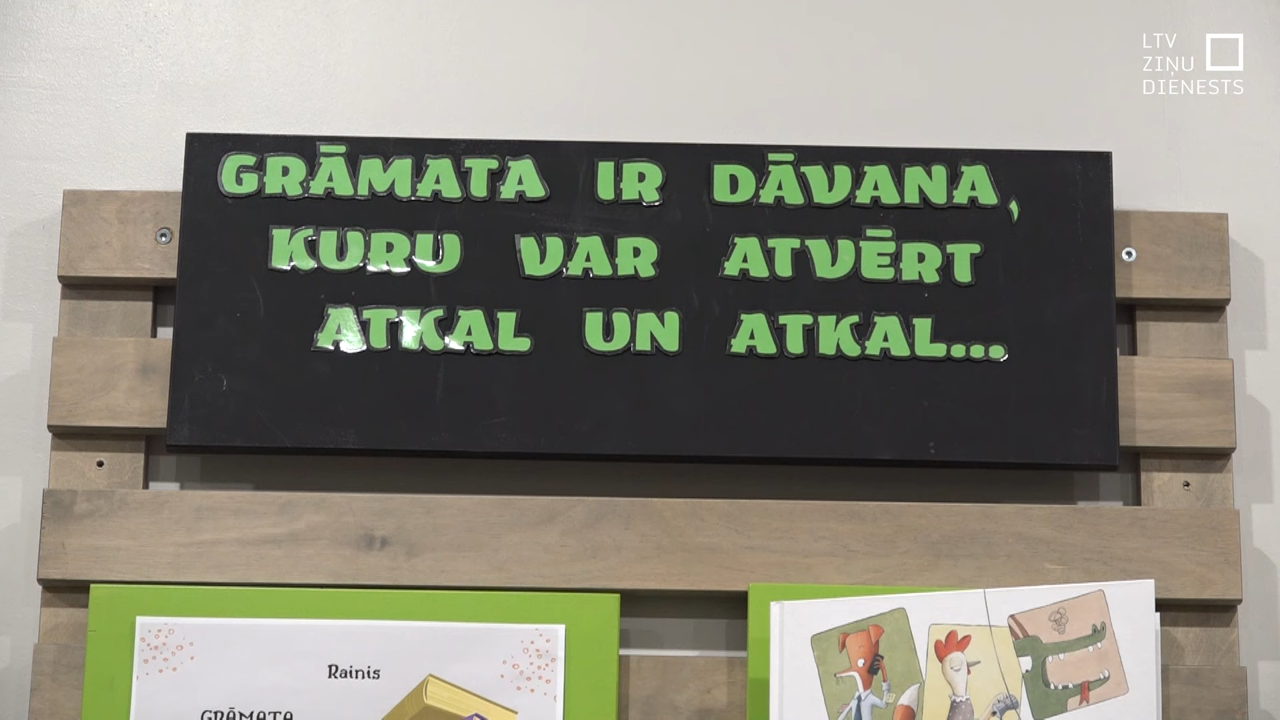 LTV
ZIŅU
DIENESTS
GRĀMATA IR DĀVANA,
KURU VAR ATVĒRT
ATKAL UN ATKAL...
Rainis
GRĀMATA